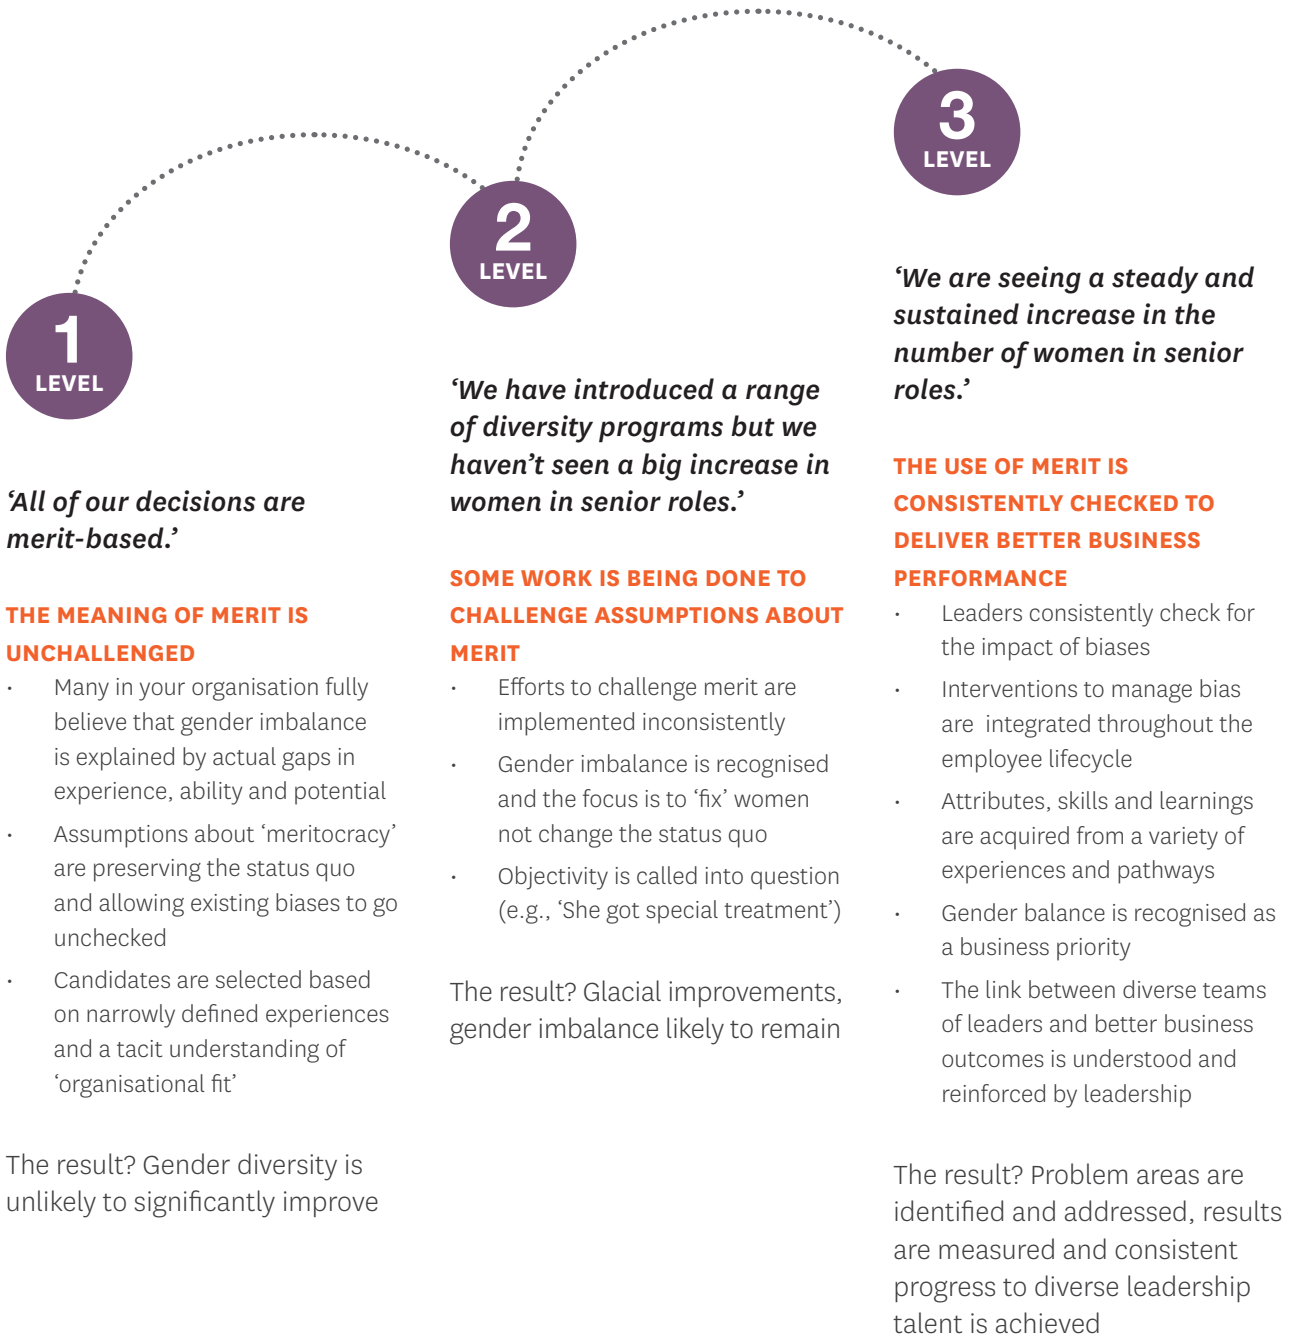 1
LEVEL
‘All of our decisions are
merit-based.’
THE MEANING OF MERIT IS
UNCHALLENGED
• Many in your organisation fully
believe that gender imbalance
is explained by actual gaps in
experience, ability and potential
• Assumptions about ‘meritocracy’
are preserving the status quo
and allowing existing biases to go
unchecked
• Candidates are selected based
on narrowly defined experiences
and a tacit understanding of
‘organisational fit’
The result? Gender diversity is
unlikely to significantly improve
2
LEVEL
‘We have introduced a range
of diversity programs but we
haven’t seen a big increase in
women in senior roles.’
SOME WORK IS BEING DONE TO
CHALLENGE ASSUMPTIONS ABOUT
MERIT
• Efforts to challenge merit are
implemented inconsistently
• Gender imbalance is recognised
and the focus is to ‘fix’ women
not change the status quo
• Objectivity is called into question
(e.g., ‘She got special treatment’)
The result? Glacial improvements,
gender imbalance likely to remain
3
LEVEL
‘We are seeing a steady and
sustained increase in the
number of women in senior
roles.’
THE USE OF MERIT IS
CONSISTENTLY CHECKED TO
DELIVER BETTER BUSINESS
PERFORMANCE
• Leaders consistently check for
the impact of biases
• Interventions to manage bias
are integrated throughout the
employee lifecycle
• Attributes, skills and learnings
are acquired from a variety of
experiences and pathways
• Gender balance is recognised as
a business priority
• The link between diverse teams
of leaders and better business
outcomes is understood and
reinforced by leadership
The result? Problem areas are
identified and addressed, results
are measured and consistent
progress to diverse leadership
talent is achieved